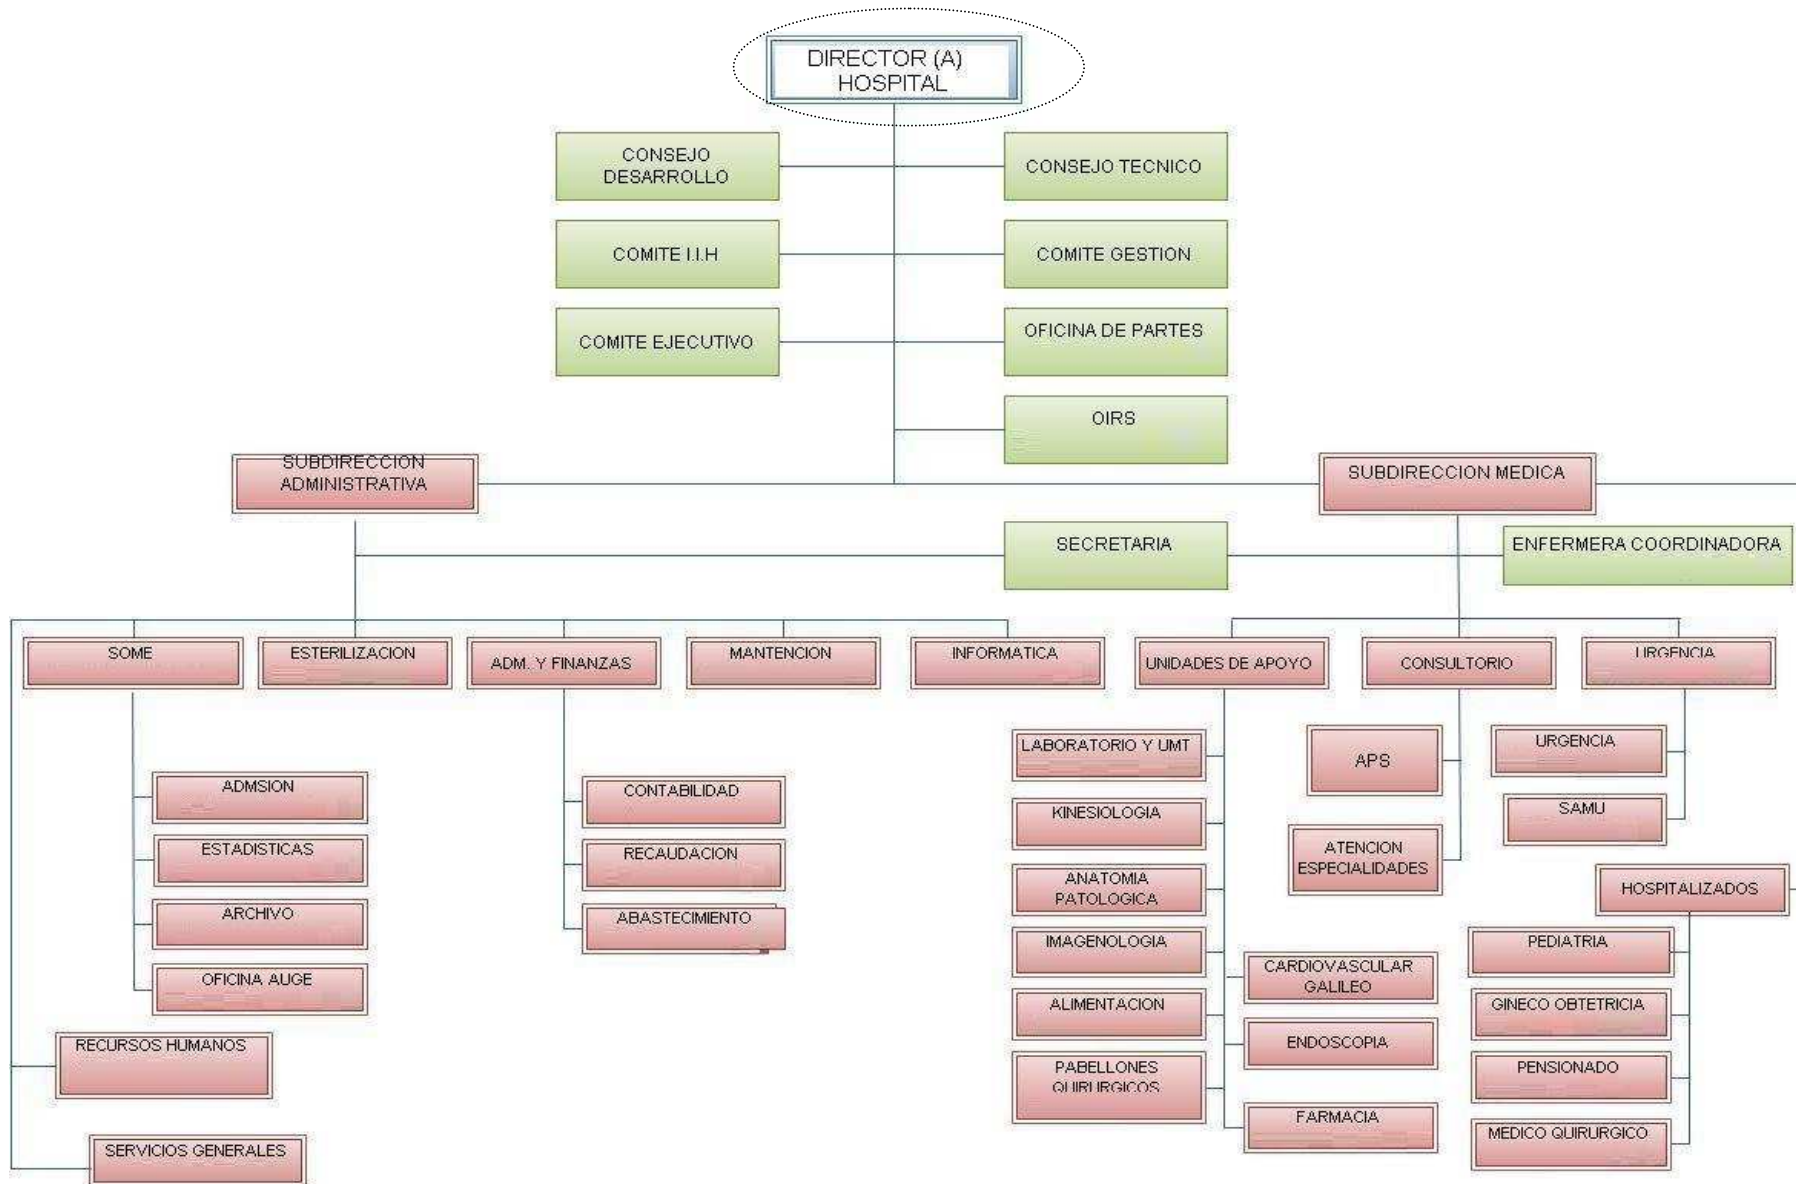 DIRECTOR (A)
HOSPITAL
CONSEJO
DESARROLLO
CONSEJO TECNICO
COMITE I.I.H
COMITE GESTION
COMITE EJECUTIVO
OFICINA DE PARTES
OIRS
SUBDIRECCION
ADMINISTRATIVA
SUBDIRECCION MEDICA
SECRETARIA
ENFERMERA COORDINADORA
SOME
ESTERILIZACION
ADM. Y FINANZAS
MANTENCION
INFORMATICA
UNIDADES DE APOYO
CONSULTORIO
URGENCIA
ADMSION
ESTADISTICAS
ARCHIVO
OFICINA AUGE
RECURSOS HUMANOS
SERVICIOS GENERALES
CONTABILIDAD
RECAUDACION
ABASTECIMIENTO
LABORATORIO Y UMT
KINESIOLOGIA
ANATOMIA
PATOLOGICA
IMAGENOLOGIA
ALIMENTACION
PABELLONES
QUIRURGICOS
CARDIOVASCULAR
GALILEO
ENDOSCOPIA
FARMACIA
APS
ATENCION
ESPECIALIDADES
URGENCIA
SAMU
HOSPITALIZADOS
PEDIATRIA
GINECO OBTETRICIA
PENSIONADO
MEDICO QUIRURGICO